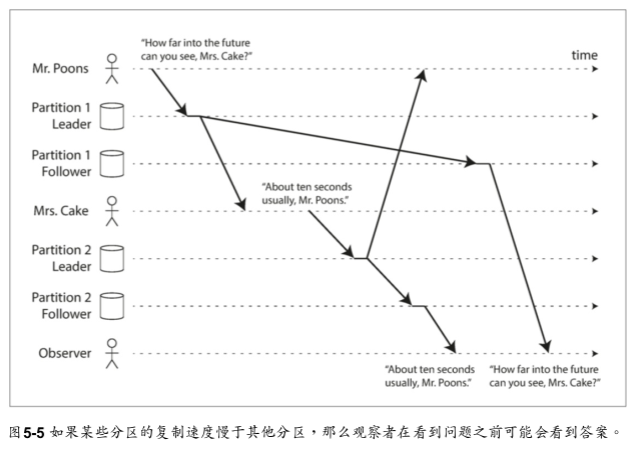 “How far into the future
can you see, Mrs. Cake?”
time
Mr. Poons
Partition 1
Leader
Partition 1
Follower
“About ten seconds
usually, Mr. Poons.”
Mrs. Cake
Partition 2
Leader
Partition 2
Follower
Observer
“About ten seconds
usually, Mr. Poons.”
“How far into the future
can you see, Mrs. Cake?”
图5-5 如果某些分区的复制速度慢于其他分区，那么观察者在看到问题之前可能会看到答案。